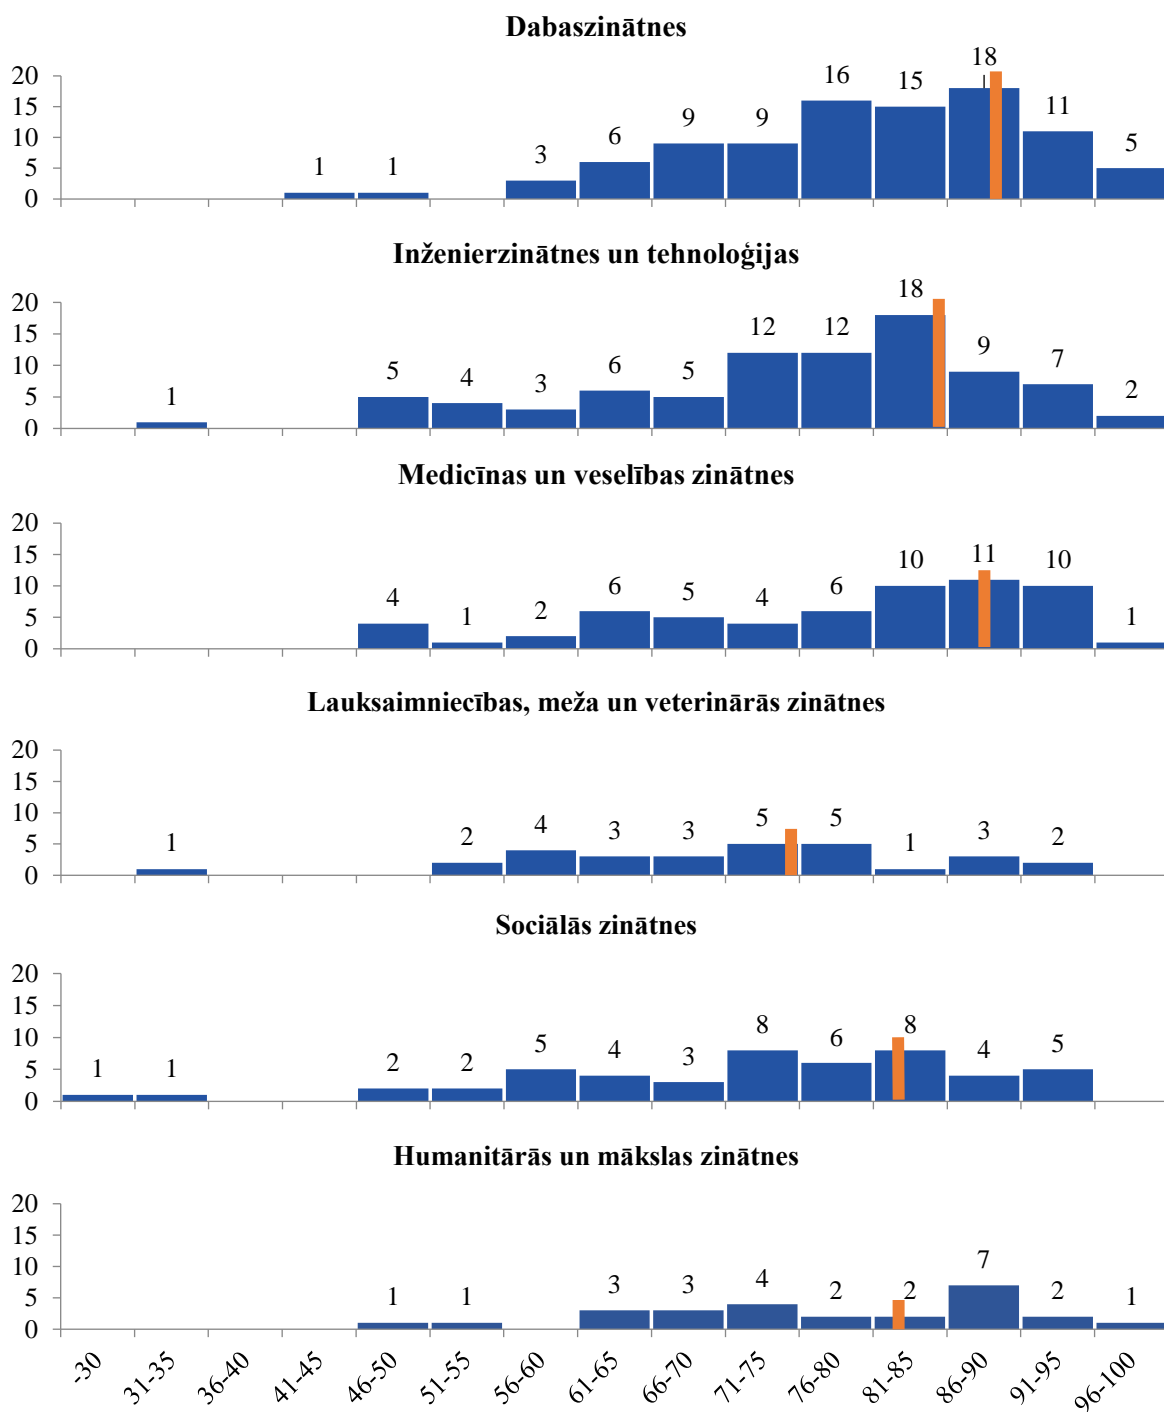 Dabaszinātnes
20
15
10
5
0
1 1 3 6 9 9 16 15 18 11 5
Inženierzinātnes un tehnoloģijas
20
15
10
5
0
1 5 4 3 6 5 12 12 18 9 7 2
Medicīnas un veselības zinātnes
20
15
10
5
0
4 1 2 6 5 4 6 10 11 10 1
Lauksaimniecības, meža un veterinārās zinātnes
20
15
10
5
0
1 2 4 3 3 5 5 1 3 2
Sociālās zinātnes
20
15
10
5
0
1 1 2 2 5 4 3 8 6 8 4 5
Humanitārās un mākslas zinātnes
20
15
10
5
0
1 1 3 3 4 2 2 7 2 1
-30 31-35 36-40 41-45 46-50 51-55 56-60 61-65 66-70 71-75 76-80 81-85 86-90 91-95 96-100